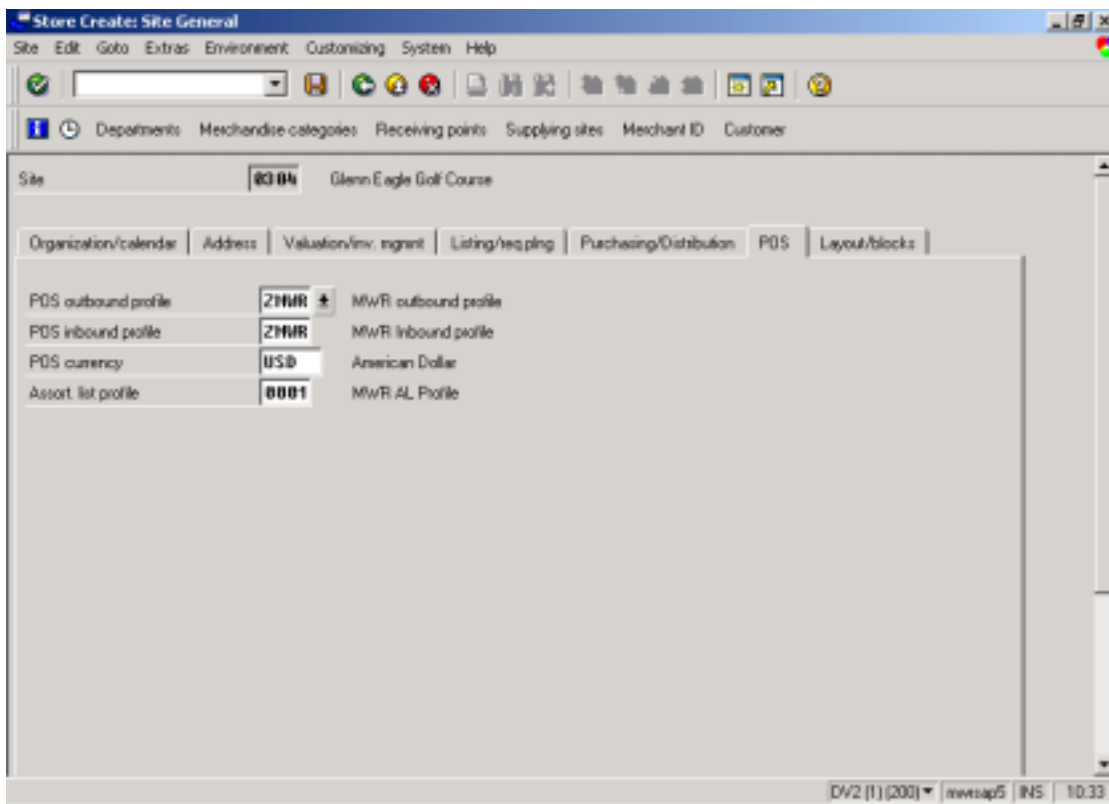 Store Create: Site General
Site Edit Goto Extras Environment Customizing System Help
Departments Merchandise categories Receiving points Supplying sites Merchant ID Customer
Site 0304 Glenn Eagle Golf Course
Organization/calendar Address Valuation/inv. mgmnt Listing/req.plng Purchasing/Distribution POS Layout/blocks
POS outbound profile ZMWR MWR outbound profile
POS inbound profile ZMWR MWR Inbound profile
POS currency USD American Dollar
Assort. list profile 0001 MWR AL Profile
DV2 (1) (200) mwrsap5 INS 10:33